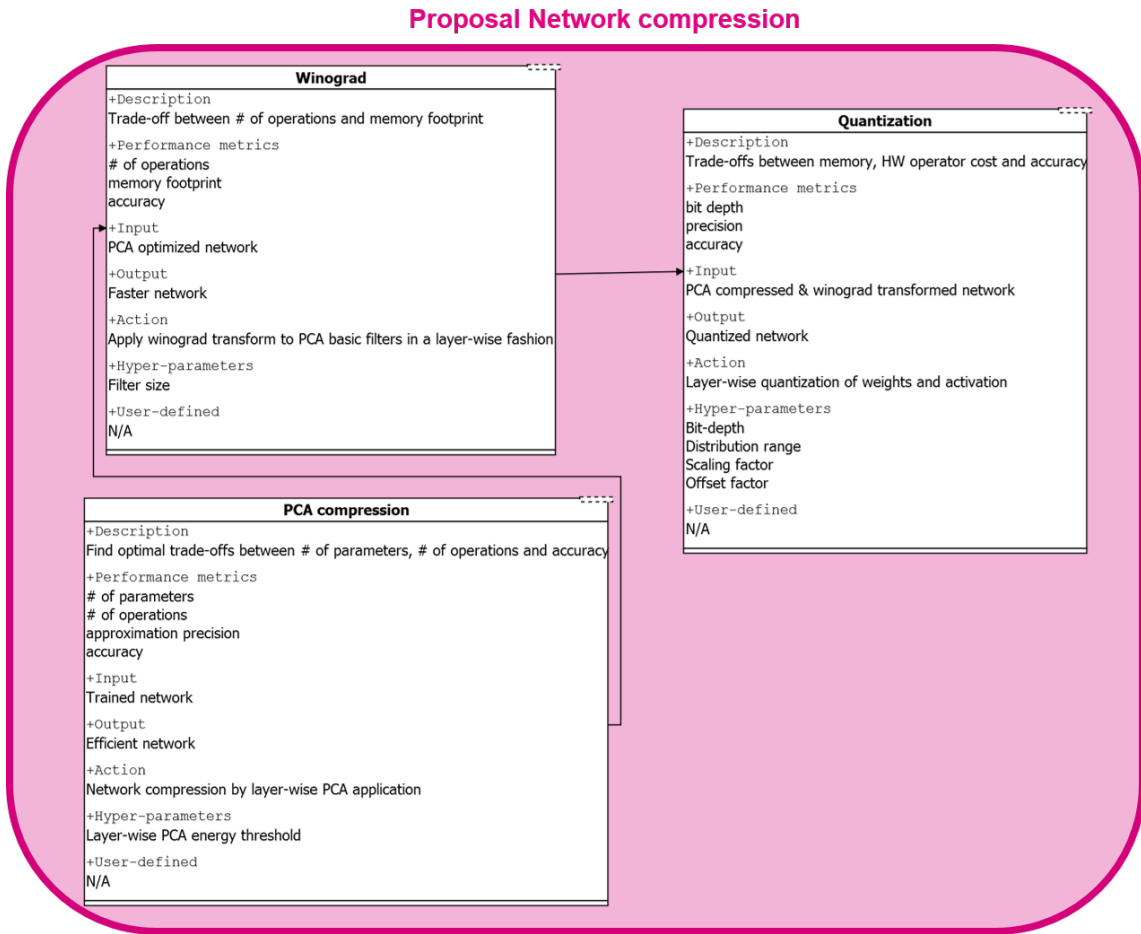 Proposal Network compression
Winograd
+Description
Trade-off between # of operations and memory footprint
+Performance metrics
# of operations
memory footprint
accuracy
+Input
PCA optimized network
+Output
Faster network
+Action
Apply winograd transform to PCA basic filters in a layer-wise fashion
+Hyper-parameters
Filter size
+User-defined
N/A
Quantization
+Description
Trade-offs between memory, HW operator cost and accuracy
+Performance metrics
bit depth
precision
accuracy
+Input
PCA compressed & winograd transformed network
+Output
Quantized network
+Action
Layer-wise quantization of weights and activation
+Hyper-parameters
Bit-depth
Distribution range
Scaling factor
Offset factor
+User-defined
N/A
PCA compression
+Description
Find optimal trade-offs between # of parameters, # of operations and accuracy
+Performance metrics
# of parameters
# of operations
approximation precision
accuracy
+Input
Trained network
+Output
Efficient network
+Action
Network compression by layer-wise PCA application
+Hyper-parameters
Layer-wise PCA energy threshold
+User-defined
N/A